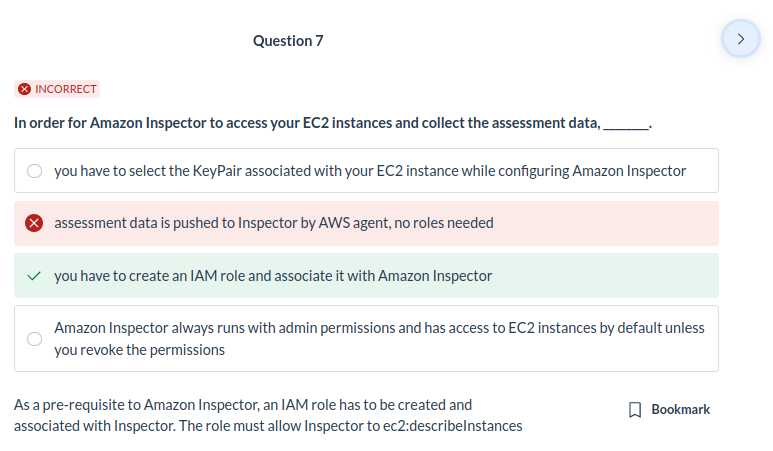 Question 7
INCORRECT
In order for Amazon Inspector to access your EC2 instances and collect the assessment data, ________.
you have to select the KeyPair associated with your EC2 instance while configuring Amazon Inspector
assessment data is pushed to Inspector by AWS agent, no roles needed
you have to create an IAM role and associate it with Amazon Inspector
Amazon Inspector always runs with admin permissions and has access to EC2 instances by default unless
you revoke the permissions
As a pre-requisite to Amazon Inspector, an IAM role has to be created and
associated with Inspector. The role must allow Inspector to ec2:describeInstances
Bookmark